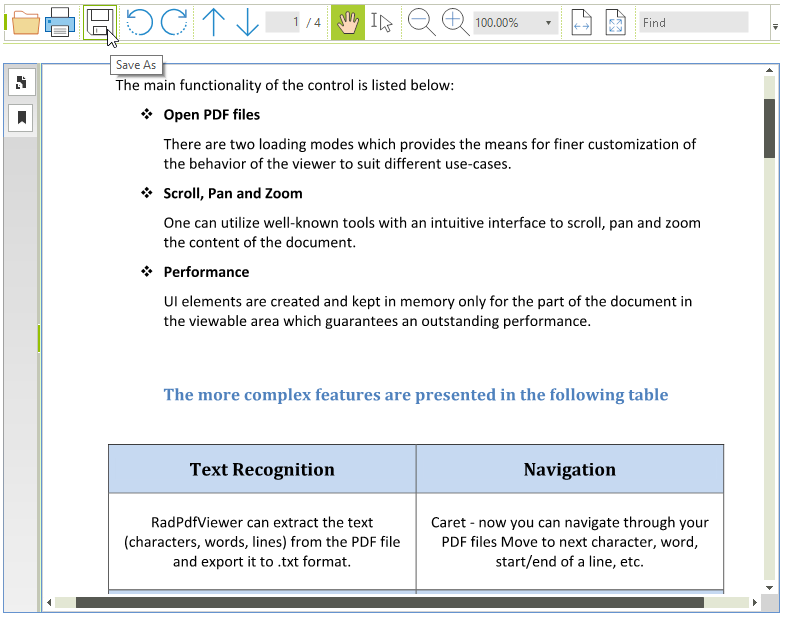 1 / 4
100.00%
Find
Save As
The main functionality of the control is listed below:
❖ Open PDF files
There are two loading modes which provides the means for finer customization of
the behavior of the viewer to suit different use-cases.
❖ Scroll, Pan and Zoom
One can utilize well-known tools with an intuitive interface to scroll, pan and zoom
the content of the document.
❖ Performance
UI elements are created and kept in memory only for the part of the document in
the viewable area which guarantees an outstanding performance.
The more complex features are presented in the following table
Text Recognition
Navigation
RadPdfViewer can extract the text
(characters, words, lines) from the PDF file
and export it to .txt format.
Caret - now you can navigate through your
PDF files Move to next character, word,
start/end of a line, etc.